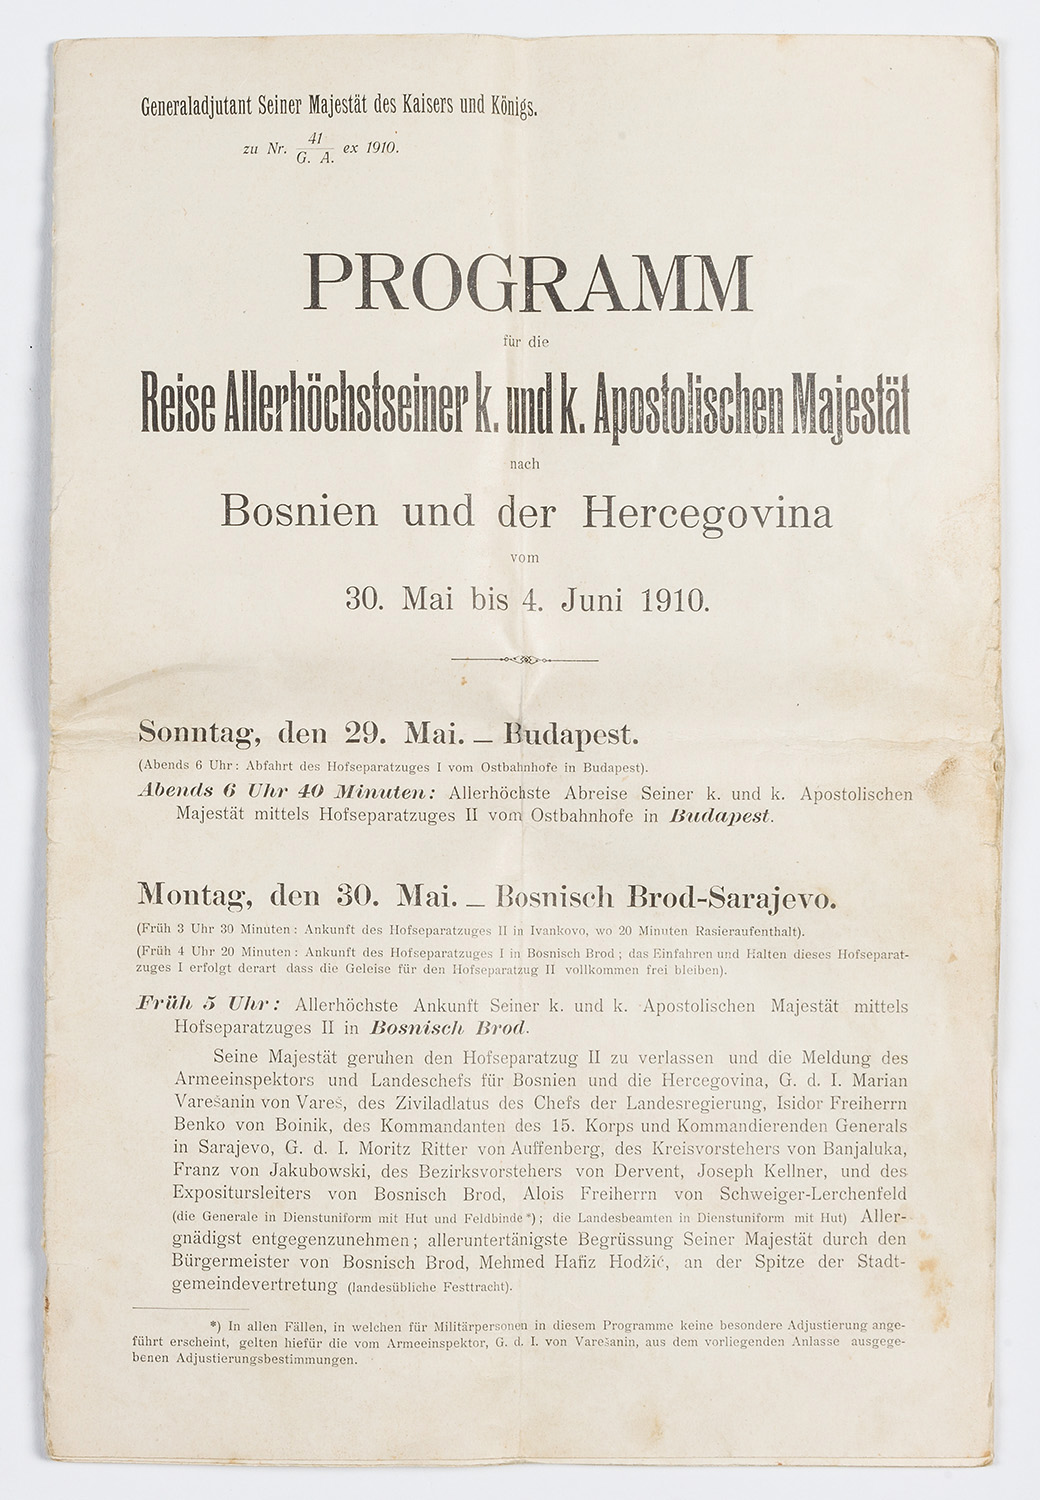 Generaladjutant Seiner Majestät des Kaisers und Königs.
zu Nr. 41/G. A. ex 1910.
PROGRAMM
für die
Reise Allerhöchstseiner k. und k. Apostolischen Majestät
nach
Bosnien und der Hercegovina
vom
30. Mai bis 4. Juni 1910.
Sonntag, den 29. Mai. — Budapest.
(Abends 6 Uhr: Abfahrt des Hofseparatzuges I vom Ostbahnhofe in Budapest).
Abends 6 Uhr 40 Minuten: Allerhöchste Abreise Seiner k. und k. Apostolischen
Majestät mittels Hofseparatzuges II vom Ostbahnhofe in Budapest.
Montag, den 30. Mai. — Bosnisch Brod-Sarajevo.
(Früh 3 Uhr 30 Minuten: Ankunft des Hofseparatzuges II in Ivankovo, wo 20 Minuten Rasieraufenthalt).
(Früh 4 Uhr 20 Minuten: Ankunft des Hofseparatzuges I in Bosnisch Brod; das Einfahren und Halten dieses Hofseparat-
zuges I erfolgt derart dass die Geleise für den Hofseparatzug II vollkommen frei bleiben).
Früh 5 Uhr: Allerhöchste Ankunft Seiner k. und k. Apostolischen Majestät mittels
Hofseparatzuges II in Bosnisch Brod.
Seine Majestät geruhen den Hofseparatzug II zu verlassen und die Meldung des
Armeeinspektors und Landeschefs für Bosnien und die Hercegovina, G. d. I. Marian
Varešanin von Vareš, des Ziviladlatus des Chefs der Landesregierung, Isidor Freiherrn
Benko von Boinik, des Kommandanten des 15. Korps und Kommandierenden Generals
in Sarajevo, G. d. I. Moritz Ritter von Auffenberg, des Kreisvorstehers von Banjaluka,
Franz von Jakubowski, des Bezirksvorstehers von Dervent, Joseph Kellner, und des
Expositursleiters von Bosnisch Brod, Alois Freiherrn von Schweiger-Lerchenfeld
(die Generale in Dienstuniform mit Hut und Feldbinde*); die Landesbeamten in Dienstuniform mit Hut) Aller-
gnädigst entgegenzunehmen; alleruntertänigste Begrüssung Seiner Majestät durch den
Bürgermeister von Bosnisch Brod, Mehmed Hafiz Hodžić, an der Spitze der Stadt-
gemeindevertretung (landesübliche Festtracht).
*) In allen Fällen, in welchen für Militärpersonen in diesem Programme keine besondere Adjustierung ange-
führt erscheint, gelten hiefür die vom Armeeinspektor, G. d. I. von Varešanin, aus dem vorliegenden Anlasse ausgege-
benen Adjustierungsbestimmungen.